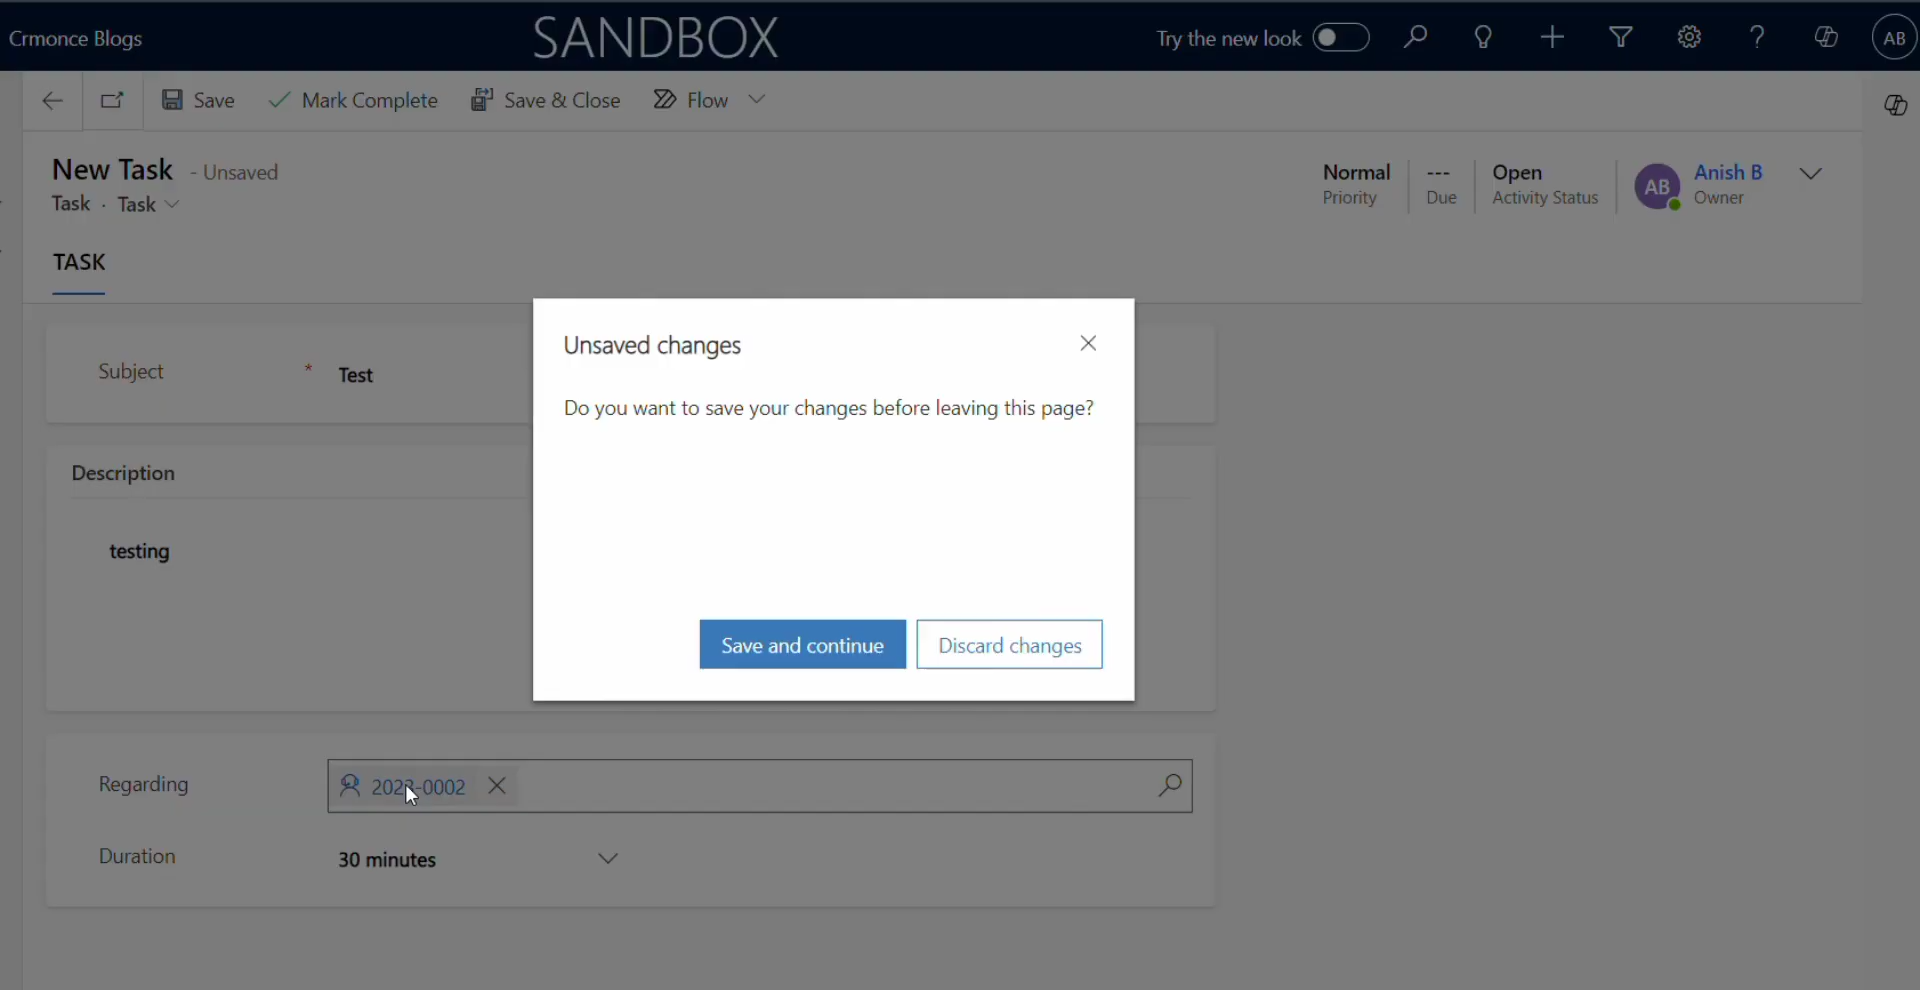 Crmonce Blogs
SANDBOX
Try the new look
AB
Save
Mark Complete
Save & Close
Flow
New Task - Unsaved
Task · Task
Normal
Priority
---
Due
Open
Activity Status
AB
Anish B
Owner
TASK
Unsaved changes
Do you want to save your changes before leaving this page?
Save and continue
Discard changes
Subject * Test
Description
testing
Regarding
2023-0002
Duration
30 minutes